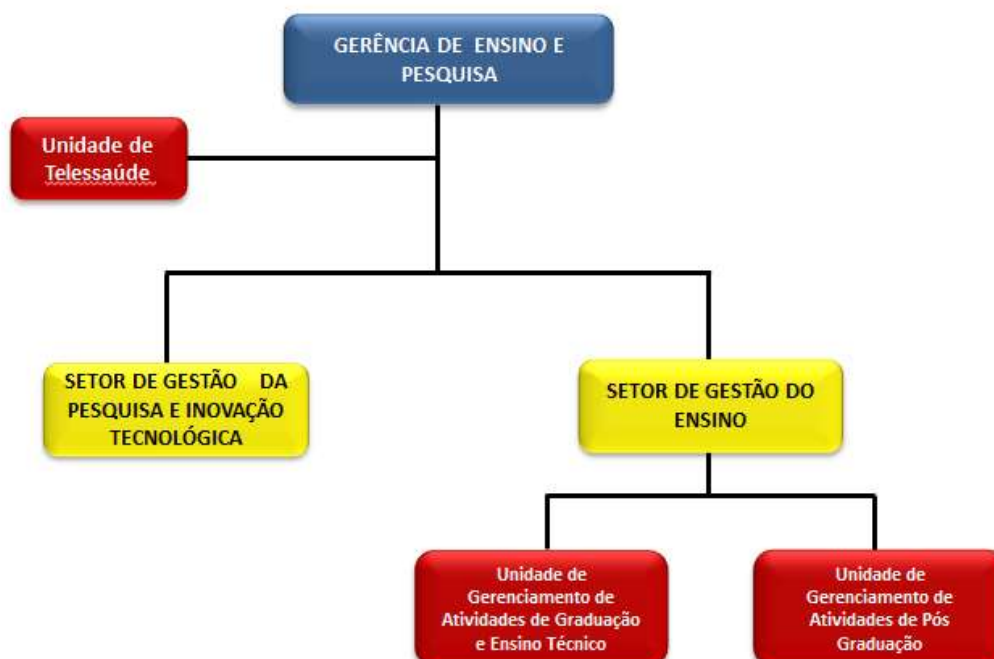 GERÊNCIA DE ENSINO E
PESQUISA
Unidade de
Telessaúde
SETOR DE GESTÃO DA
PESQUISA E INOVAÇÃO
TECNOLÓGICA
SETOR DE GESTÃO DO
ENSINO
Unidade de
Gerenciamento de
Atividades de Graduação
e Ensino Técnico
Unidade de
Gerenciamento de
Atividades de Pós
Graduação